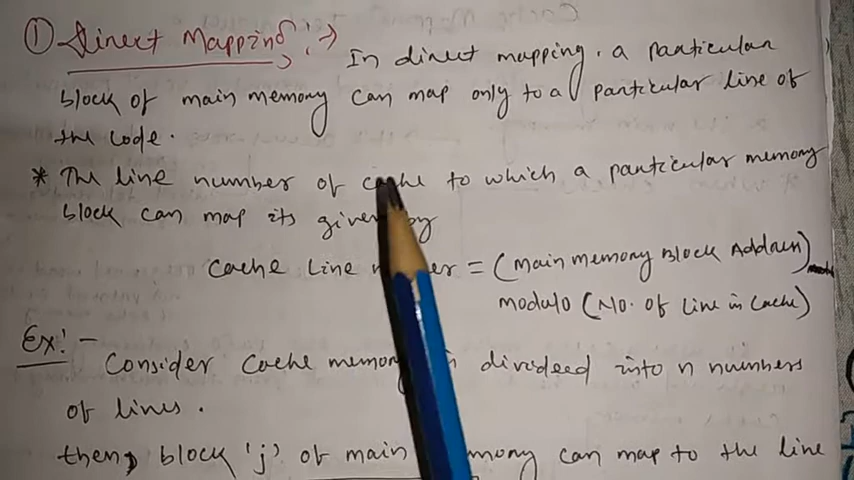 ① Direct Mapping :→ In direct mapping, a particular
block of main memory can map only to a particular line of
the code.
* The line number of cache to which a particular memory
block can map its given by
Cache Line = (Main memory Block Address)
modulo (No. of Line in Cache)
Ex! -
Consider Cache memory divideed into n numbers
of lines.
then, block 'j' of main can map to the line